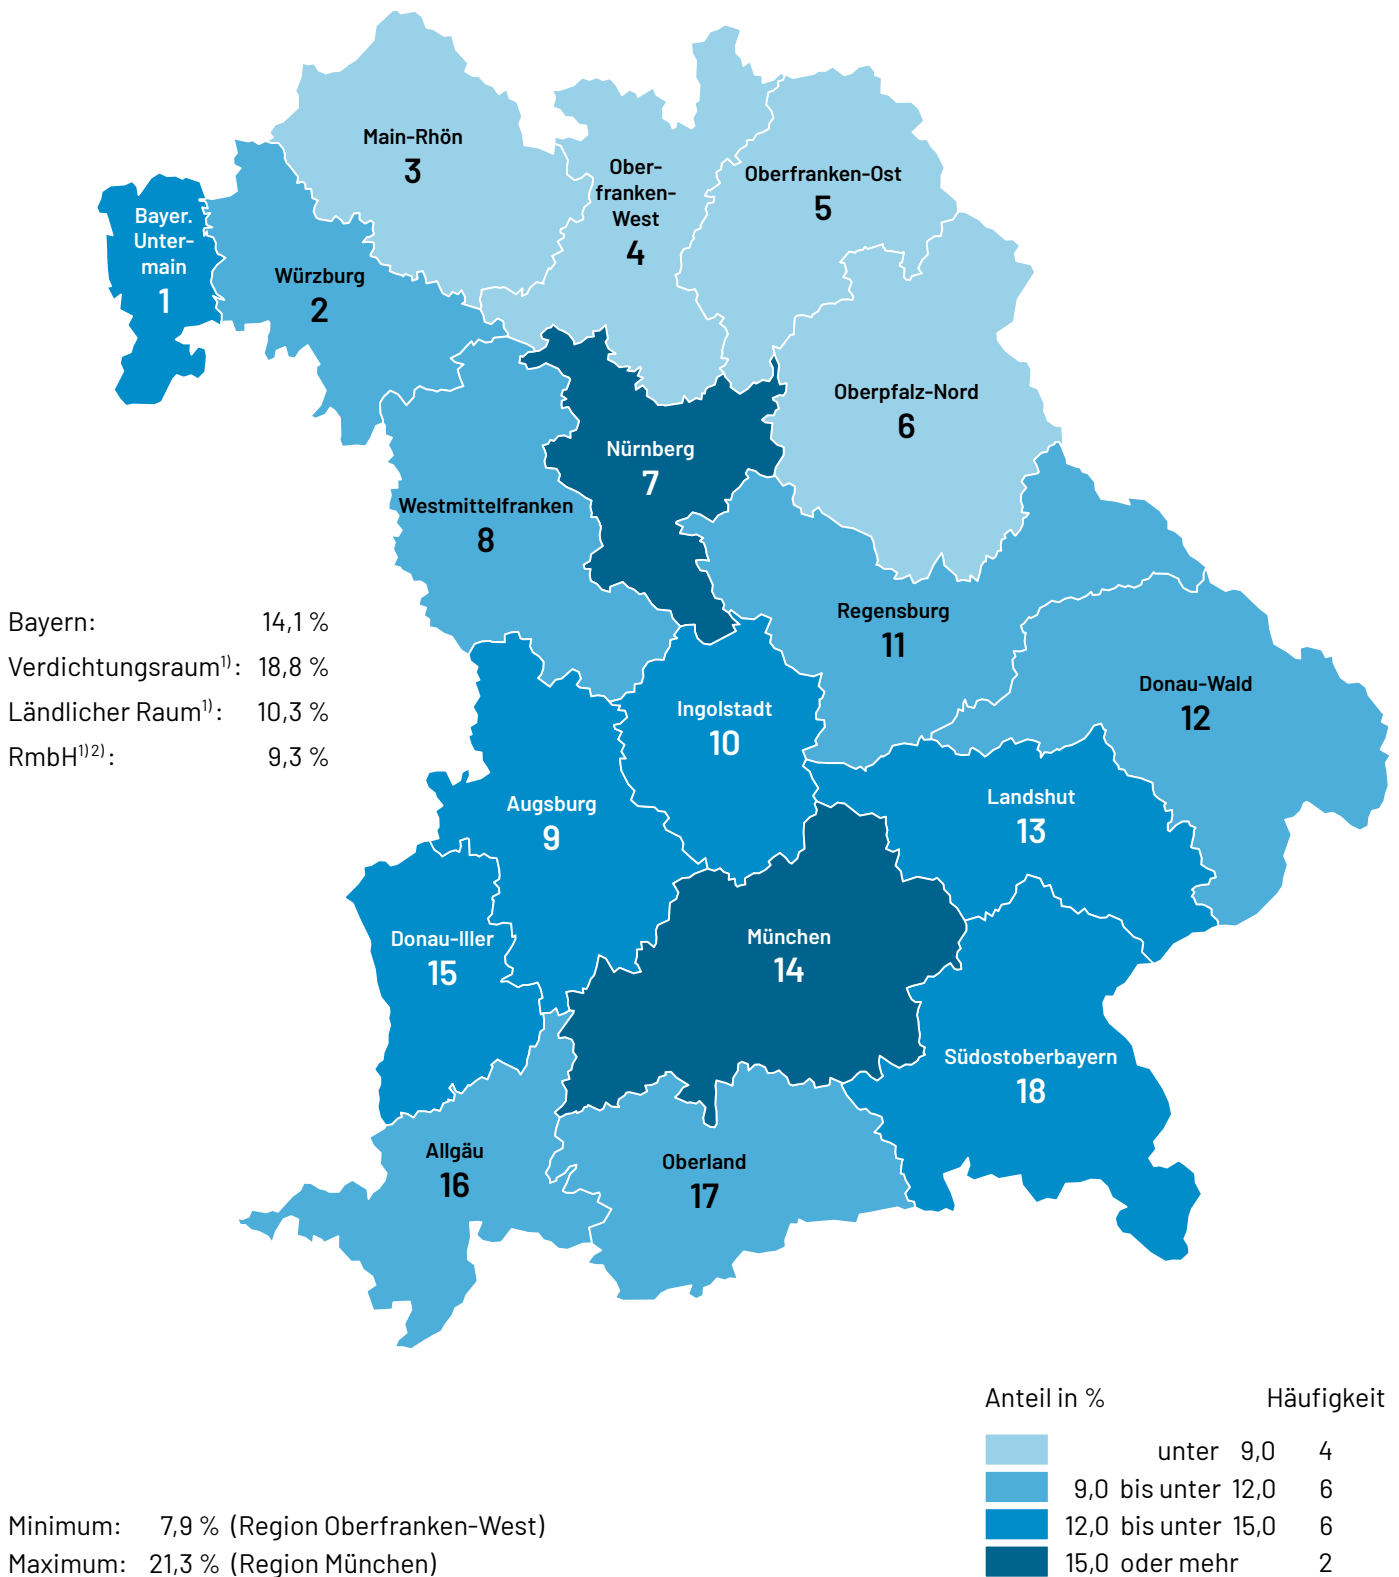 Main-Rhön
3
Ober-
franken-
West
4
Oberfranken-Ost
5
Bayer.
Unter-
main
1
Würzburg
2
Oberpfalz-Nord
6
Nürnberg
7
Westmittelfranken
8
Regensburg
11
Bayern: 14,1 %
Verdichtungsraum¹⁾: 18,8 %
Ländlicher Raum¹⁾: 10,3 %
RmbH¹⁾²⁾: 9,3 %
Donau-Wald
12
Ingolstadt
10
Landshut
13
Augsburg
9
Donau-Iller
15
München
14
Südostoberbayern
18
Allgäu
16
Oberland
17
Anteil in % Häufigkeit
unter 9,0 4
9,0 bis unter 12,0 6
12,0 bis unter 15,0 6
15,0 oder mehr 2
Minimum: 7,9 % (Region Oberfranken-West)
Maximum: 21,3 % (Region München)